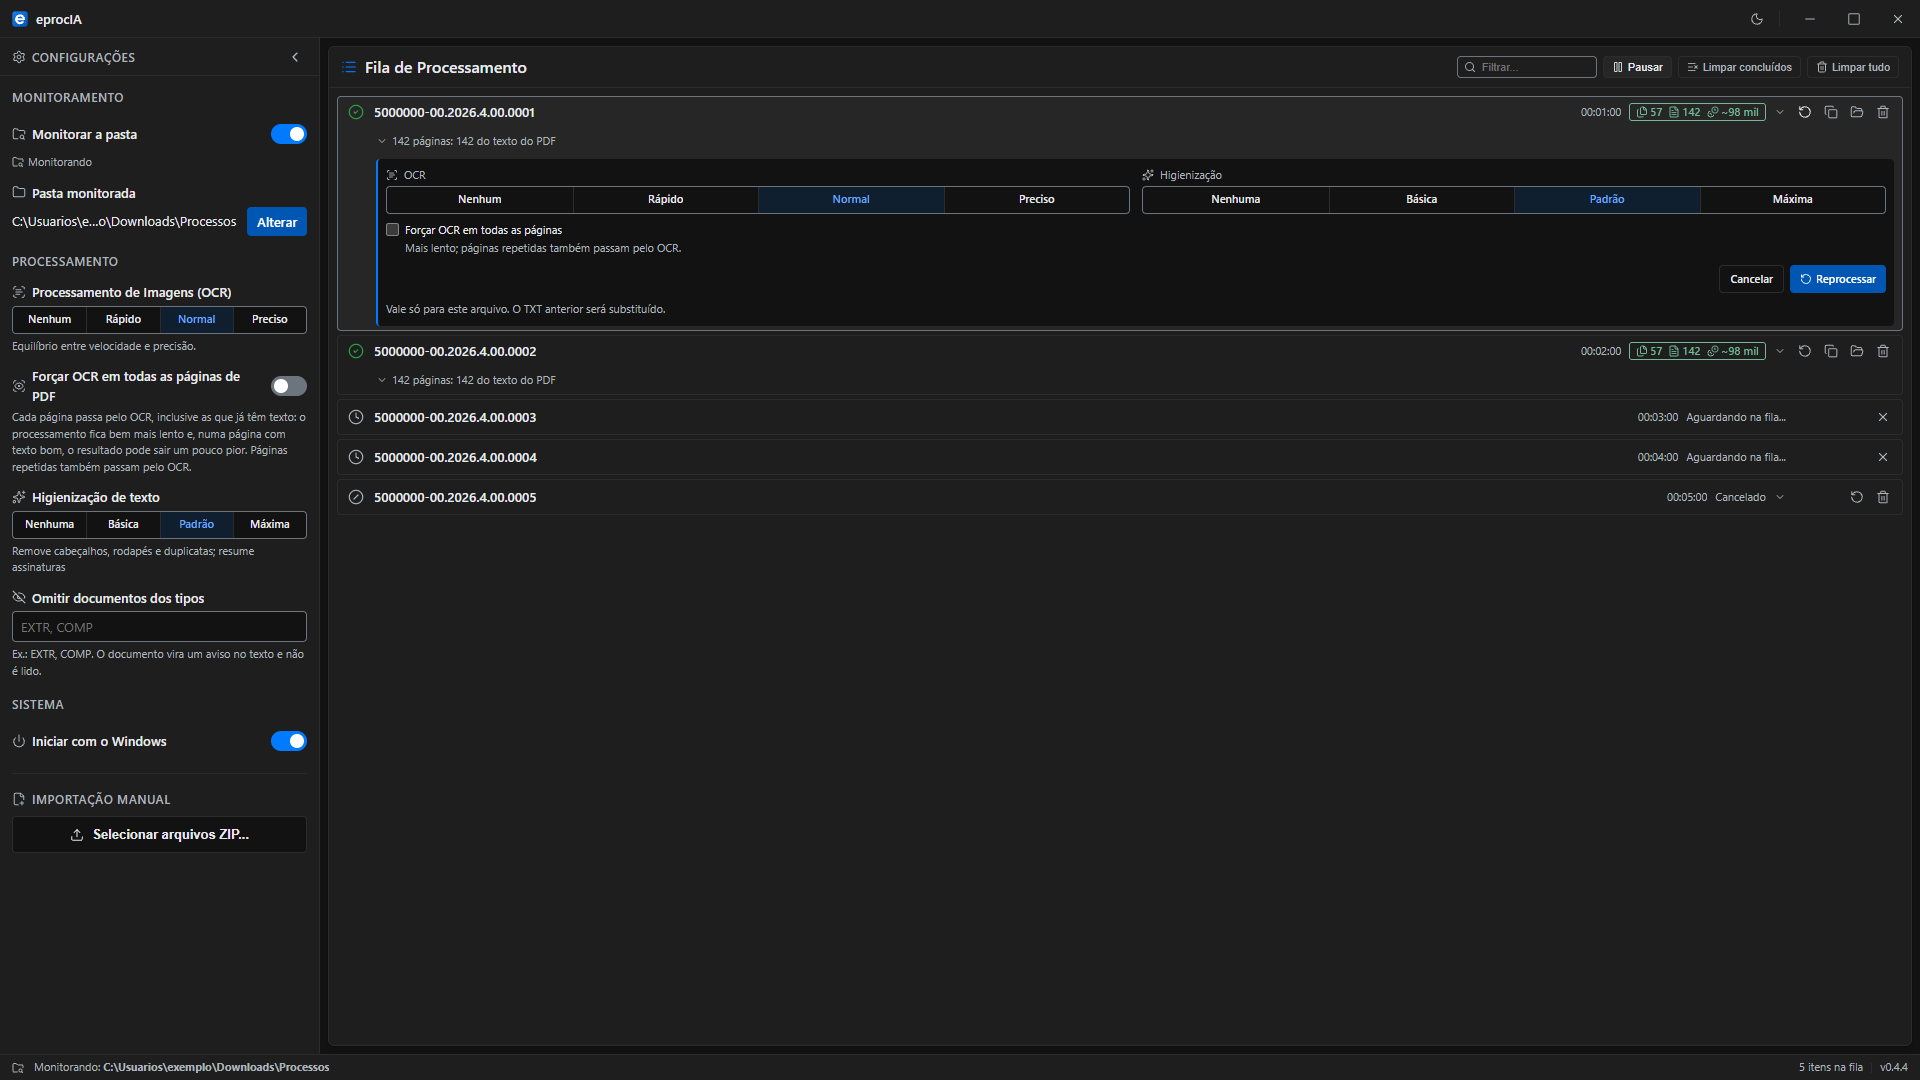 eprocIA
CONFIGURAÇÕES
MONITORAMENTO
Monitorar a pasta
Monitorando
Pasta monitorada
C:\Usuarios\e...o\Downloads\Processos
Alterar
PROCESSAMENTO
Processamento de Imagens (OCR)
Nenhum Rápido Normal Preciso
Equilíbrio entre velocidade e precisão.
Forçar OCR em todas as páginas de
PDF
Cada página passa pelo OCR, inclusive as que já têm texto: o
processamento fica bem mais lento e, numa página com
texto bom, o resultado pode sair um pouco pior. Páginas
repetidas também passam pelo OCR.
Higienização de texto
Nenhuma Básica Padrão Máxima
Remove cabeçalhos, rodapés e duplicatas; resume
assinaturas
Omitir documentos dos tipos
EXTR, COMP
Ex.: EXTR, COMP. O documento vira um aviso no texto e não
é lido.
SISTEMA
Iniciar com o Windows
IMPORTAÇÃO MANUAL
Selecionar arquivos ZIP...
Fila de Processamento
Filtrar...
Pausar
Limpar concluídos
Limpar tudo
5000000-00.2026.4.00.0001
00:01:00 57 142 ~98 mil
142 páginas: 142 do texto do PDF
OCR
Nenhum Rápido Normal Preciso
Higienização
Nenhuma Básica Padrão Máxima
Forçar OCR em todas as páginas
Mais lento; páginas repetidas também passam pelo OCR.
Cancelar
Reprocessar
Vale só para este arquivo. O TXT anterior será substituído.
5000000-00.2026.4.00.0002
00:02:00 57 142 ~98 mil
142 páginas: 142 do texto do PDF
5000000-00.2026.4.00.0003
00:03:00 Aguardando na fila...
5000000-00.2026.4.00.0004
00:04:00 Aguardando na fila...
5000000-00.2026.4.00.0005
00:05:00 Cancelado
Monitorando: C:\Usuarios\exemplo\Downloads\Processos
5 itens na fila
v0.4.4